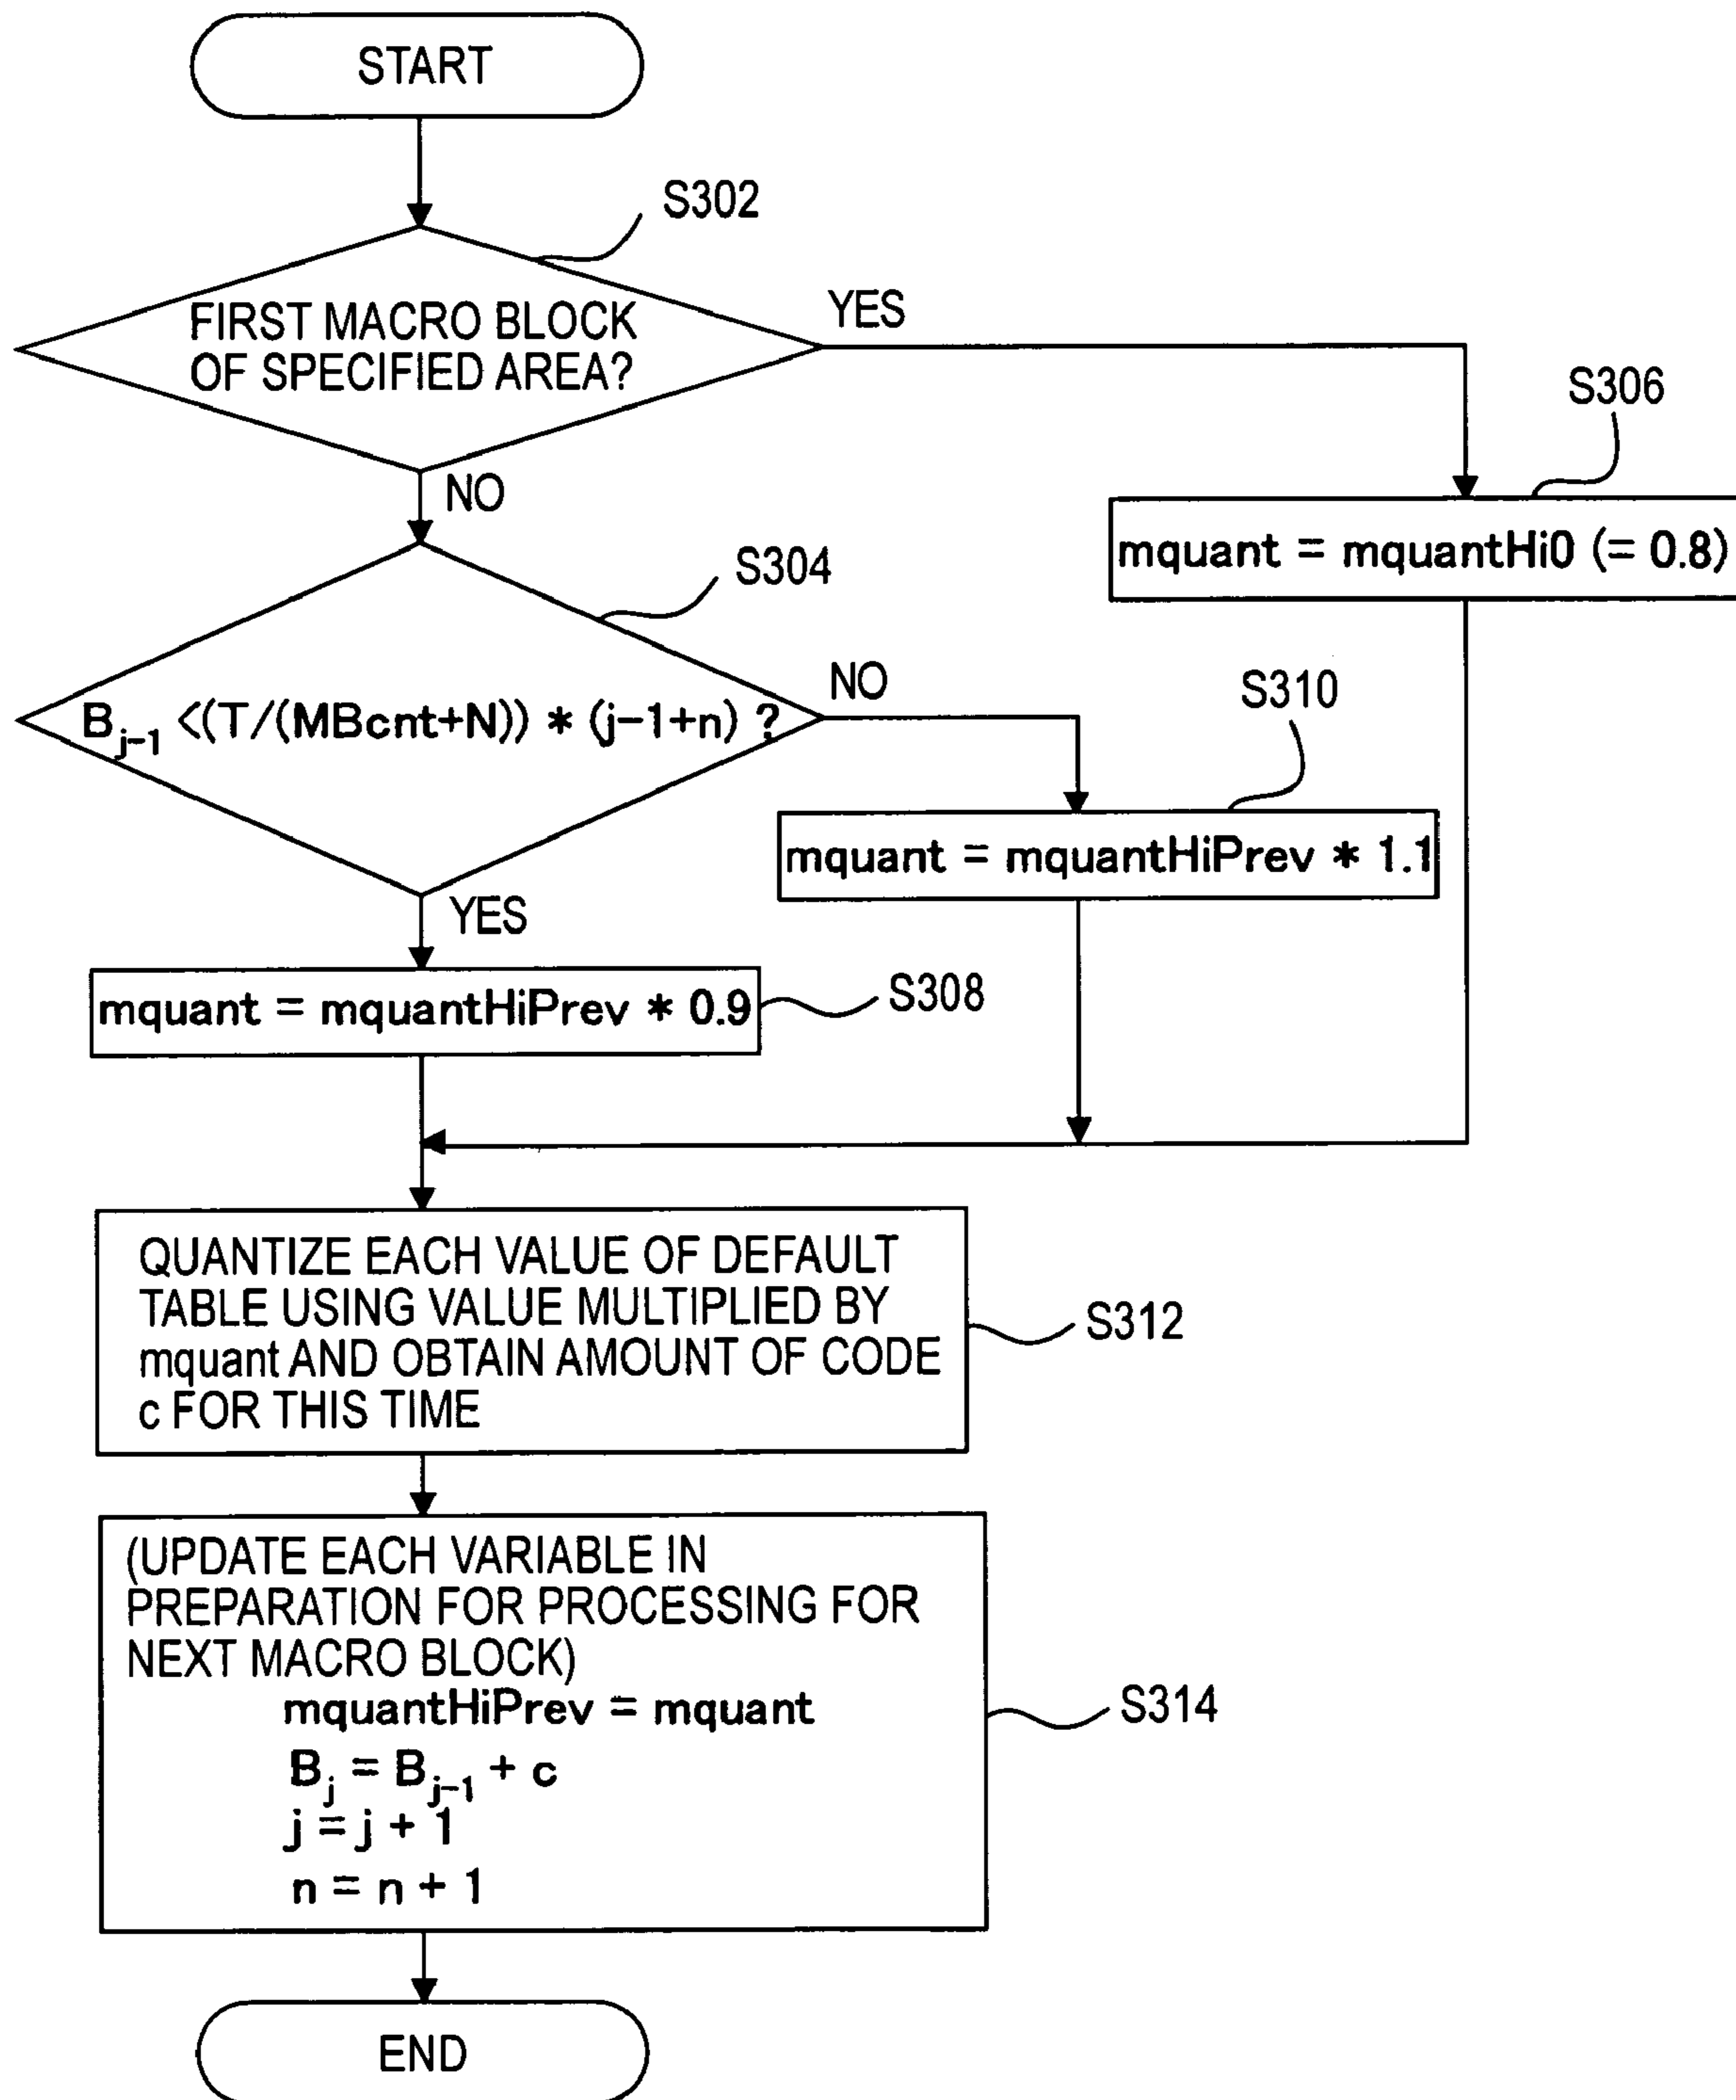 START
S302
FIRST MACRO BLOCK
OF SPECIFIED AREA?
YES
S306
mquant = mquantHi0 (= 0.8)
NO
S304
B_{j-1} <(T/(MBcnt+N)) * (j-1+n) ?
NO
S310
mquant = mquantHiPrev * 1.1
YES
mquant = mquantHiPrev * 0.9
S308
QUANTIZE EACH VALUE OF DEFAULT
TABLE USING VALUE MULTIPLIED BY
mquant AND OBTAIN AMOUNT OF CODE
c FOR THIS TIME
S312
(UPDATE EACH VARIABLE IN
PREPARATION FOR PROCESSING FOR
NEXT MACRO BLOCK)
mquantHiPrev = mquant
B_j = B_{j-1} + c
j = j + 1
n = n + 1
S314
END